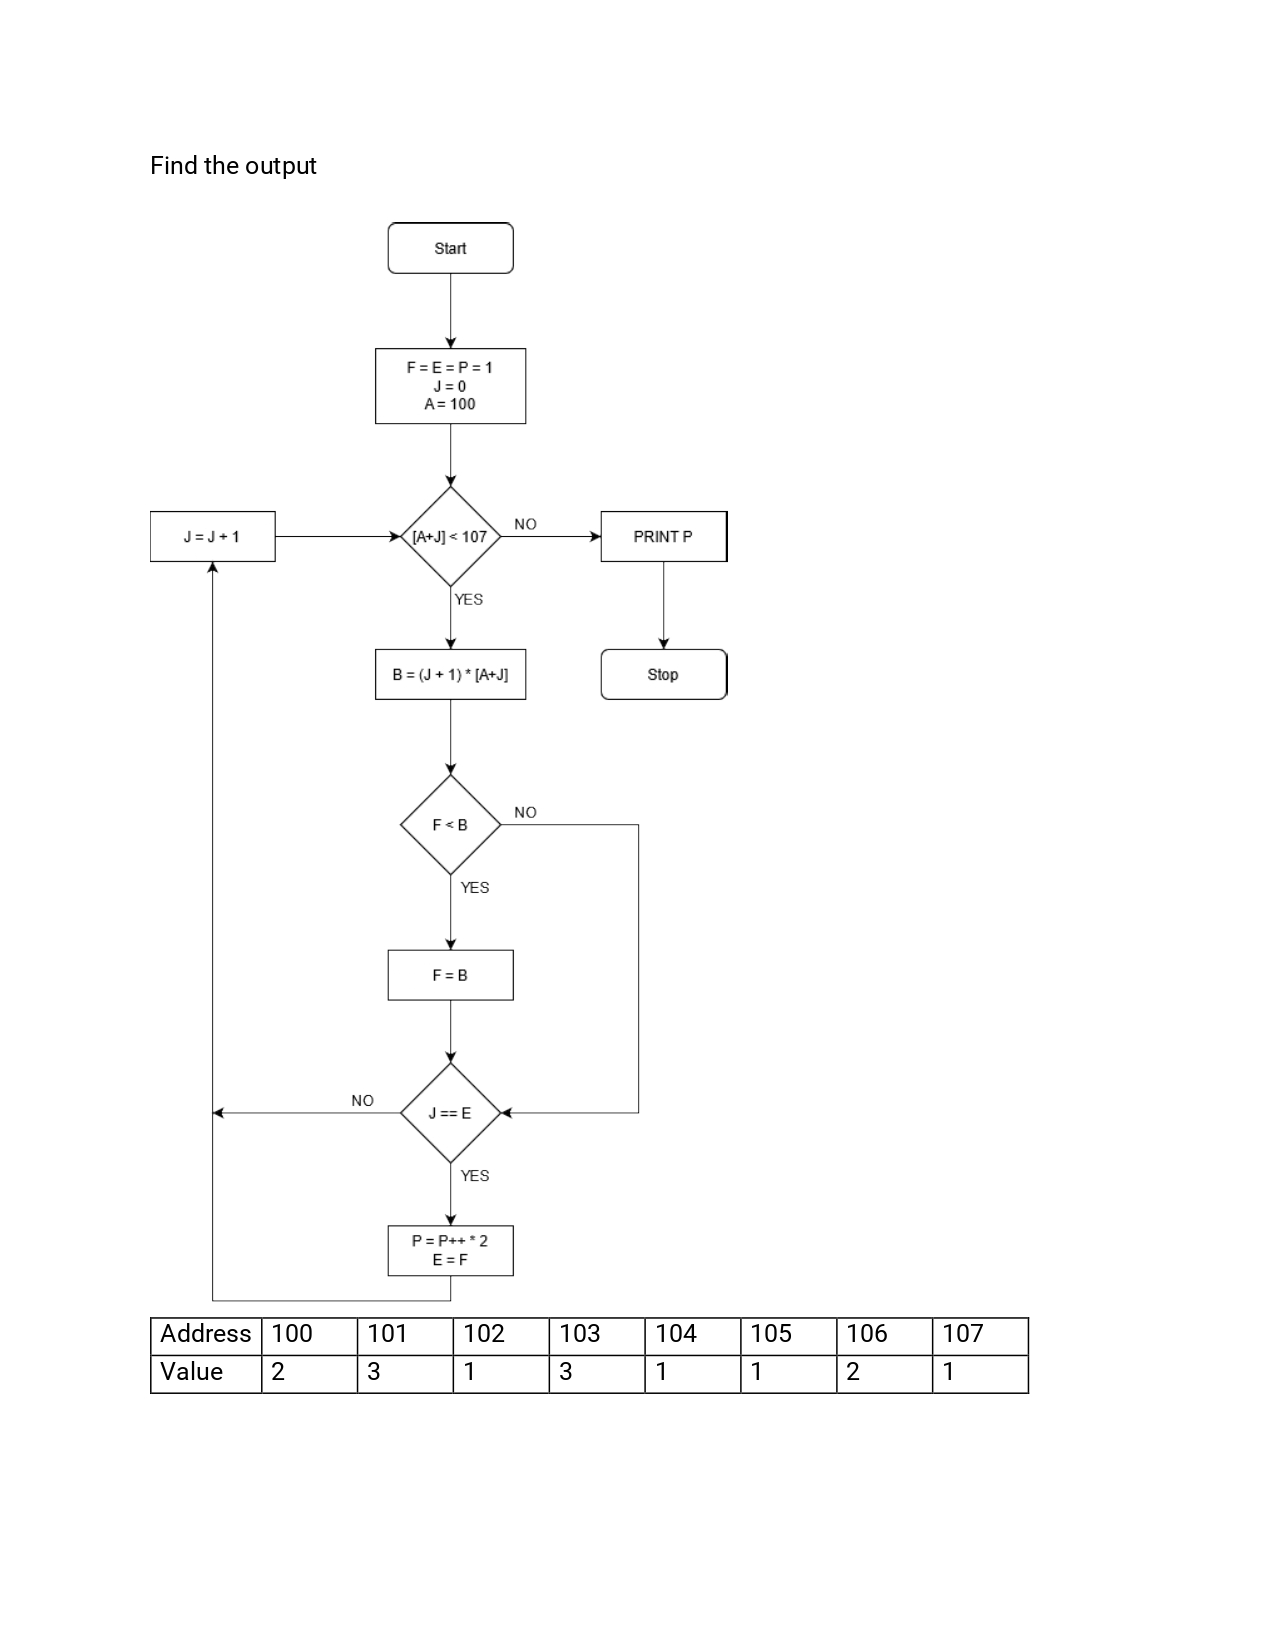 Find the output
Start
F = E = P = 1
J = 0
A = 100
J = J + 1
[A+J] < 107
NO
PRINT P
YES
B = (J + 1) * [A+J]
Stop
F < B
NO
YES
F = B
NO
J == E
YES
P = P++ * 2
E = F
Address 100 101 102 103 104 105 106 107
Value 2 3 1 3 1 1 2 1